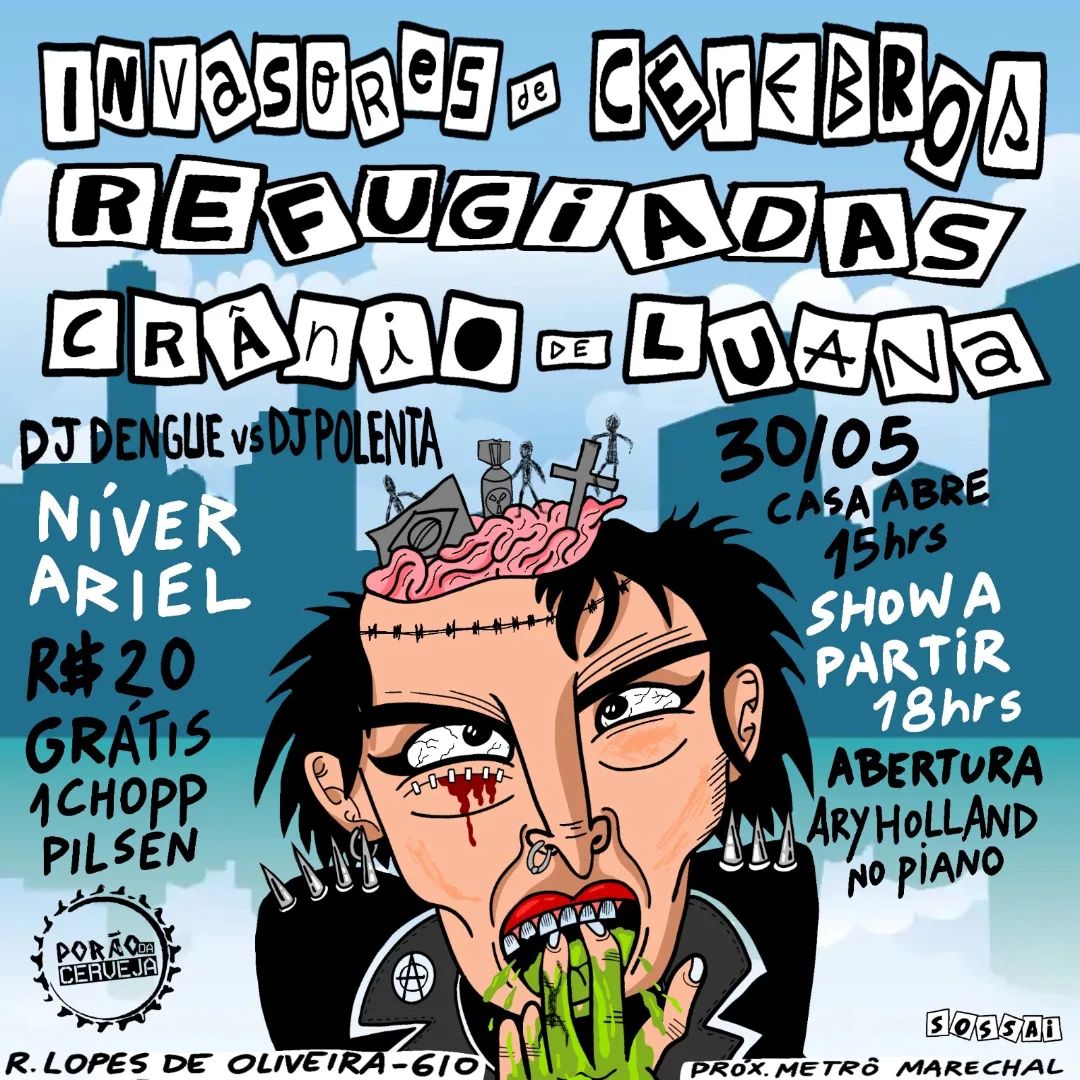 INVASORES de CEREBROS
REFUGIADAS
CRÂNIO DE LUANA
DJ DENGUE vs DJ POLENTA
NÍVER
ARIEL
R$ 20
GRÁTIS
1 CHOPP
PILSEN
PORÃO DA
CERVEJA
30/05
CASA ABRE
15hrs
SHOW A
PARTIR
18hrs
ABERTURA
ARY HOLLAND
NO PIANO
SOSSAI
R. LOPES DE OLIVEIRA - 610
PRÓX. METRÔ MARECHAL